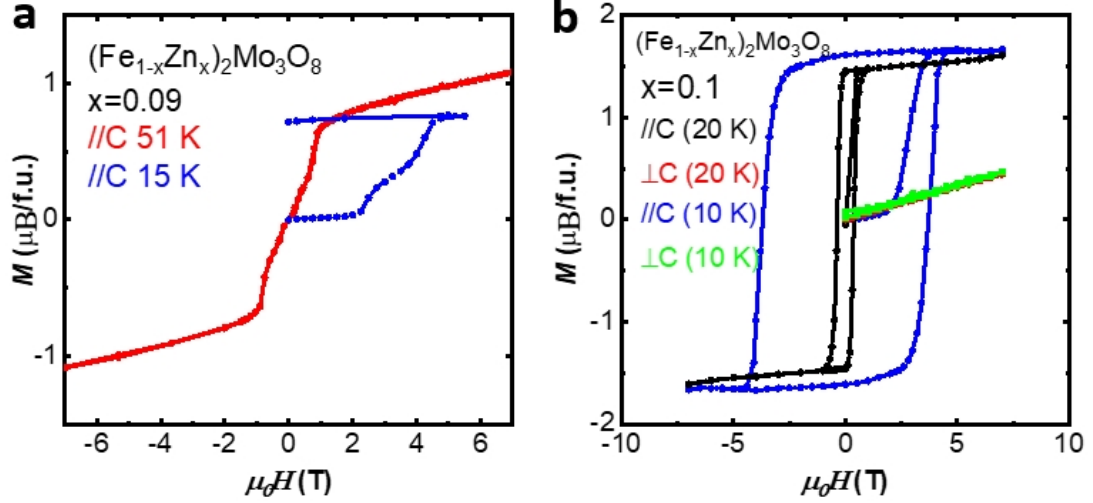 a
(Fe1-xZnx)2Mo3O8
x=0.09
//C 51 K
//C 15 K
M (μB/f.u.)
1
0
-1
-6 -4 -2 0 2 4 6
μ0H (T)
b
(Fe1-xZnx)2Mo3O8
x=0.1
//C (20 K)
⊥C (20 K)
//C (10 K)
⊥C (10 K)
M (μB/f.u.)
2
1
0
-1
-2
-10 -5 0 5 10
μ0H (T)